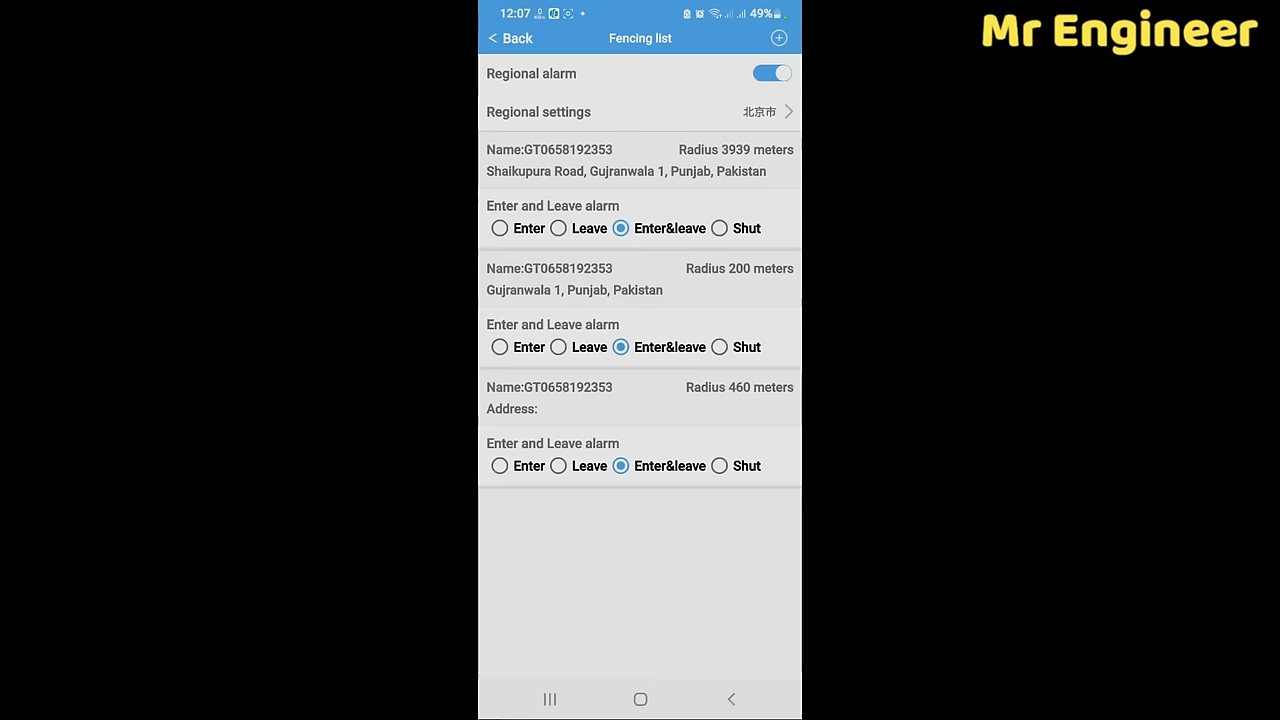 Mr Engineer
12:07 49%
< Back Fencing list
Regional alarm
Regional settings 北京市
Name:GT0658192353 Radius 3939 meters
Shaikupura Road, Gujranwala 1, Punjab, Pakistan
Enter and Leave alarm
Enter Leave Enter&leave Shut
Name:GT0658192353 Radius 200 meters
Gujranwala 1, Punjab, Pakistan
Enter and Leave alarm
Enter Leave Enter&leave Shut
Name:GT0658192353 Radius 460 meters
Address:
Enter and Leave alarm
Enter Leave Enter&leave Shut